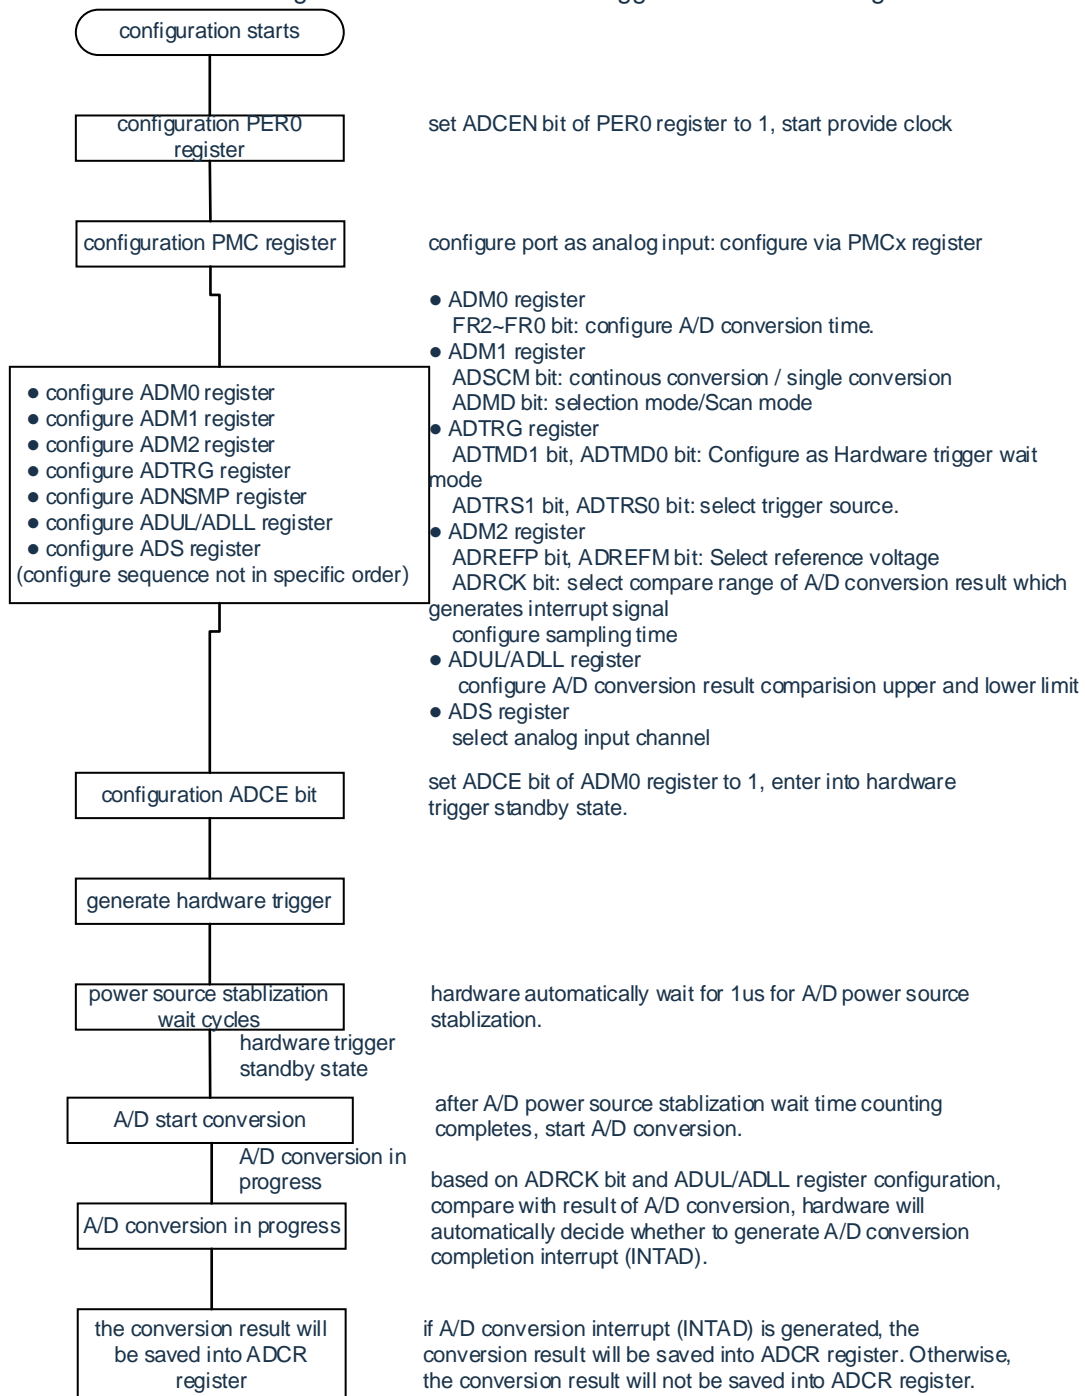 configuration starts
configuration PER0
register
set ADCEN bit of PER0 register to 1, start provide clock
configuration PMC register
configure port as analog input: configure via PMCx register
● configure ADM0 register
● configure ADM1 register
● configure ADM2 register
● configure ADTRG register
● configure ADNSMP register
● configure ADUL/ADLL register
● configure ADS register
(configure sequence not in specific order)
● ADM0 register
FR2~FR0 bit: configure A/D conversion time.
● ADM1 register
ADSCM bit: continous conversion / single conversion
ADMD bit: selection mode/Scan mode
● ADTRG register
ADTMD1 bit, ADTMD0 bit: Configure as Hardware trigger wait
mode
ADTRS1 bit, ADTRS0 bit: select trigger source.
● ADM2 register
ADREFP bit, ADREFM bit: Select reference voltage
ADRCK bit: select compare range of A/D conversion result which
generates interrupt signal
configure sampling time
● ADUL/ADLL register
configure A/D conversion result comparision upper and lower limit
● ADS register
select analog input channel
configuration ADCE bit
set ADCE bit of ADM0 register to 1, enter into hardware
trigger standby state.
generate hardware trigger
power source stablization
wait cycles
hardware automatically wait for 1us for A/D power source
stablization.
hardware trigger
standby state
A/D start conversion
after A/D power source stablization wait time counting
completes, start A/D conversion.
A/D conversion in
progress
A/D conversion in progress
based on ADRCK bit and ADUL/ADLL register configuration,
compare with result of A/D conversion, hardware will
automatically decide whether to generate A/D conversion
completion interrupt (INTAD).
the conversion result will
be saved into ADCR
register
if A/D conversion interrupt (INTAD) is generated, the
conversion result will be saved into ADCR register. Otherwise,
the conversion result will not be saved into ADCR register.